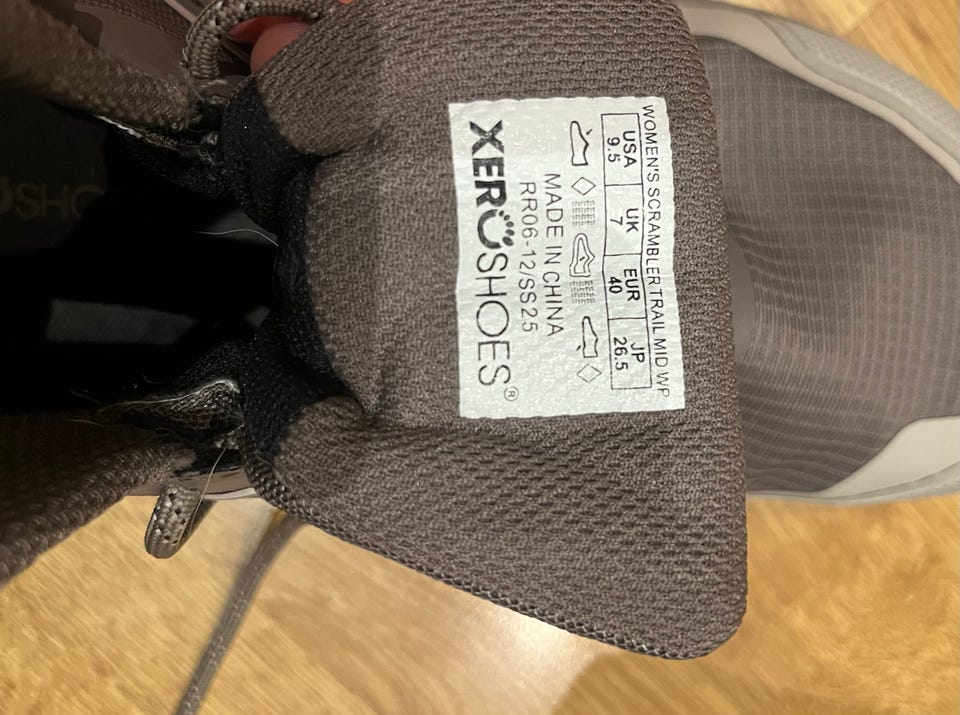 WOMEN'S SCRAMBLER TRAIL MID WP
USA UK EUR JP
9.5 7 40 26.5
MADE IN CHINA
RR06-12/SS25
XEROSHOES®
SHO